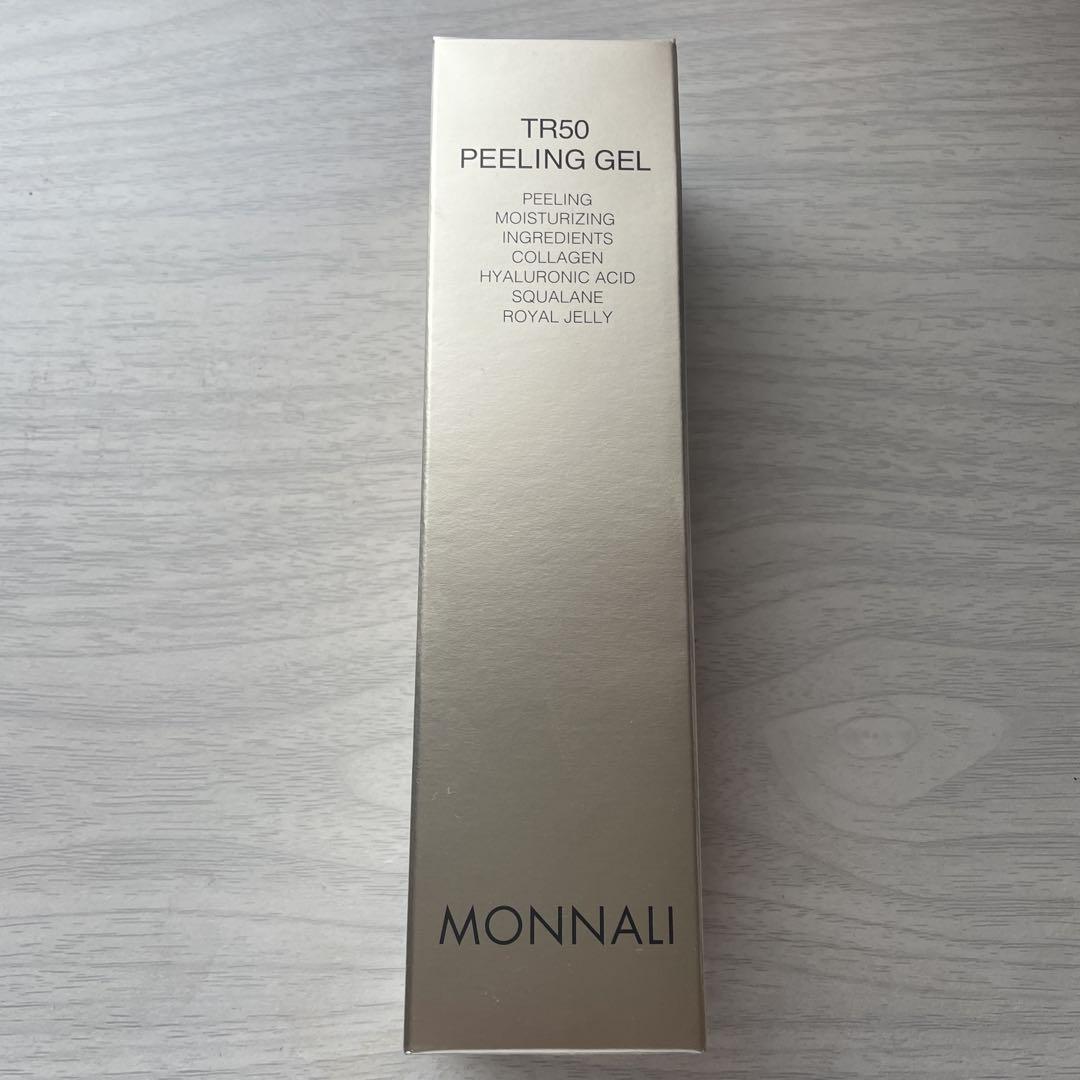 TR50
PEELING GEL
PEELING
MOISTURIZING
INGREDIENTS
COLLAGEN
HYALURONIC ACID
SQUALANE
ROYAL JELLY
MONNALI